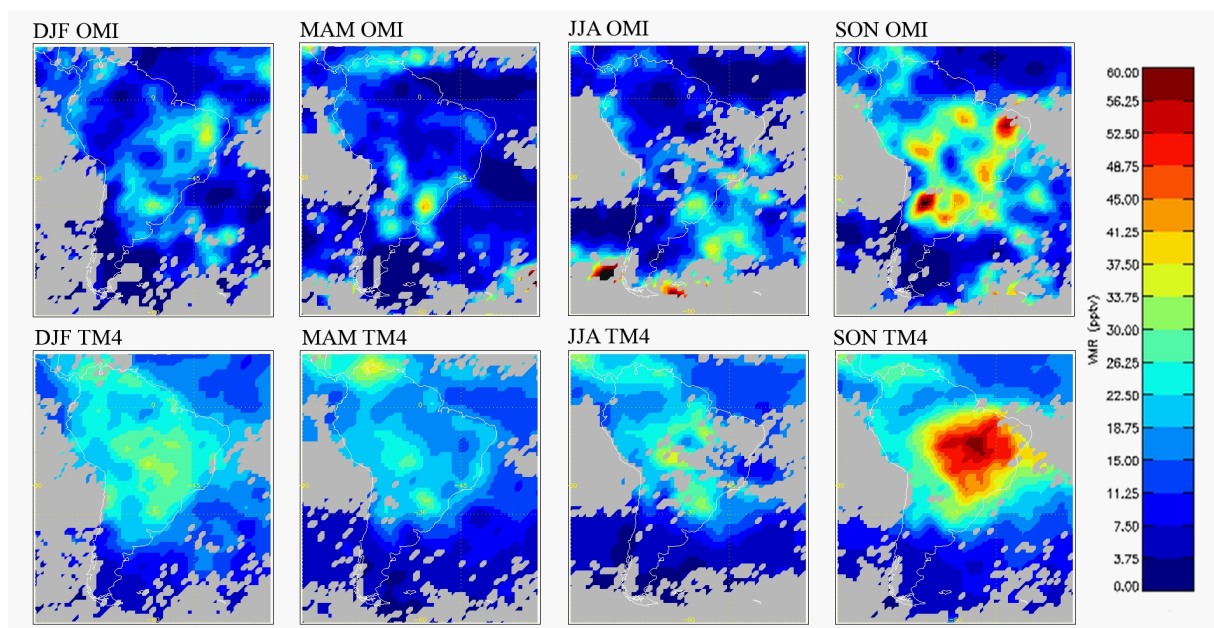 DJF OMI
MAM OMI
JJA OMI
SON OMI
DJF TM4
MAM TM4
JJA TM4
SON TM4
60.00
56.25
52.50
48.75
45.00
41.25
37.50
33.75
30.00
26.25
22.50
18.75
15.00
11.25
7.50
3.75
0.00
VMR (pptv)